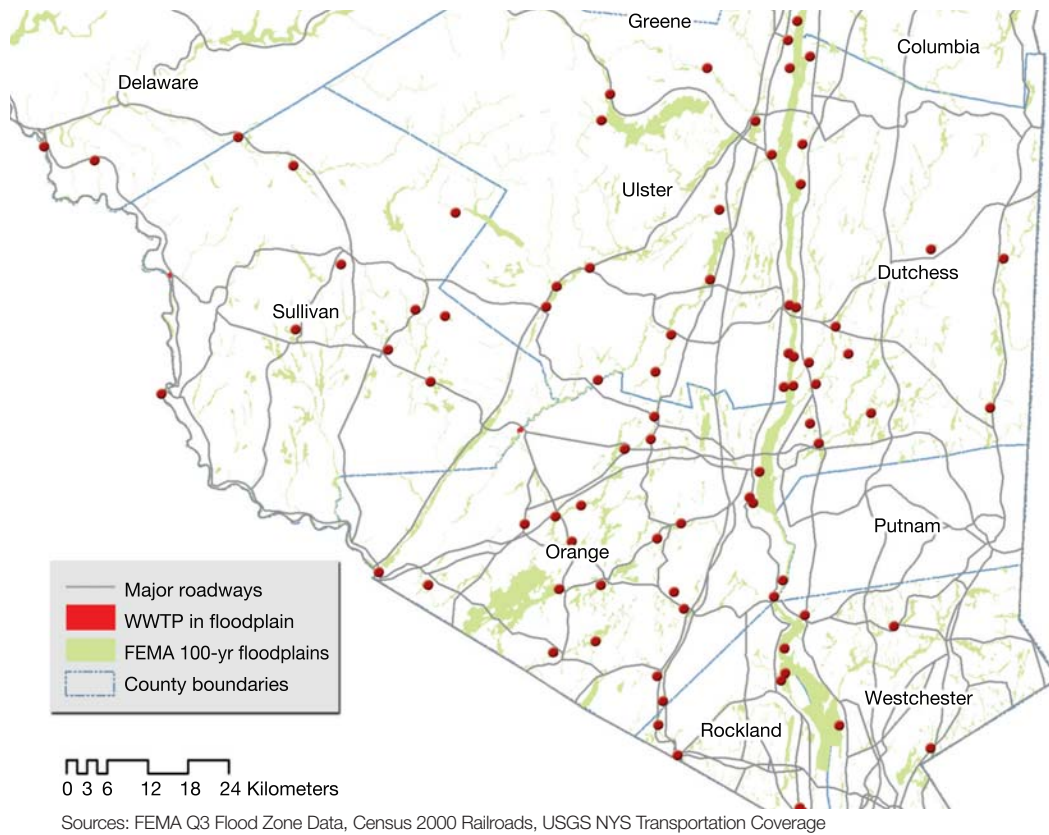 Greene
Columbia
Delaware
Ulster
Dutchess
Sullivan
Putnam
Orange
Major roadways
WWTP in floodplain
FEMA 100-yr floodplains
County boundaries
Westchester
Rockland
0 3 6 12 18 24 Kilometers
Sources: FEMA Q3 Flood Zone Data, Census 2000 Railroads, USGS NYS Transportation Coverage